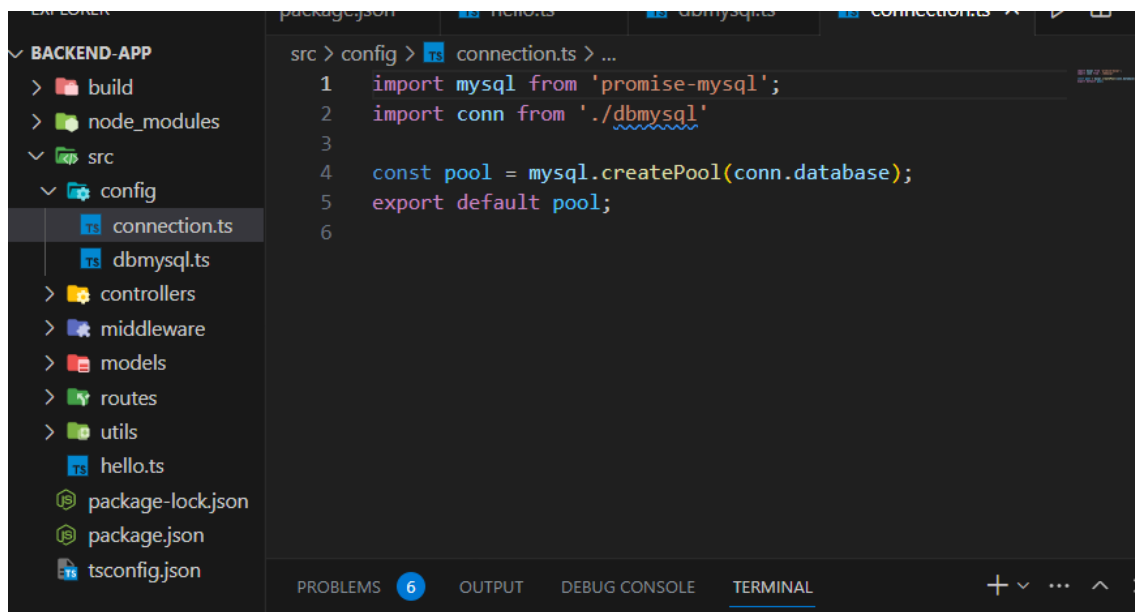 EXPLORER
package.json
hello.ts
dbmysql.ts
connection.ts
BACKEND-APP
build
node_modules
src
config
connection.ts
dbmysql.ts
controllers
middleware
models
routes
utils
hello.ts
package-lock.json
package.json
tsconfig.json
src > config > TS connection.ts > ...
1 import mysql from 'promise-mysql';
2 import conn from './dbmysql'
3
4 const pool = mysql.createPool(conn.database);
5 export default pool;
6
PROBLEMS 6 OUTPUT DEBUG CONSOLE TERMINAL